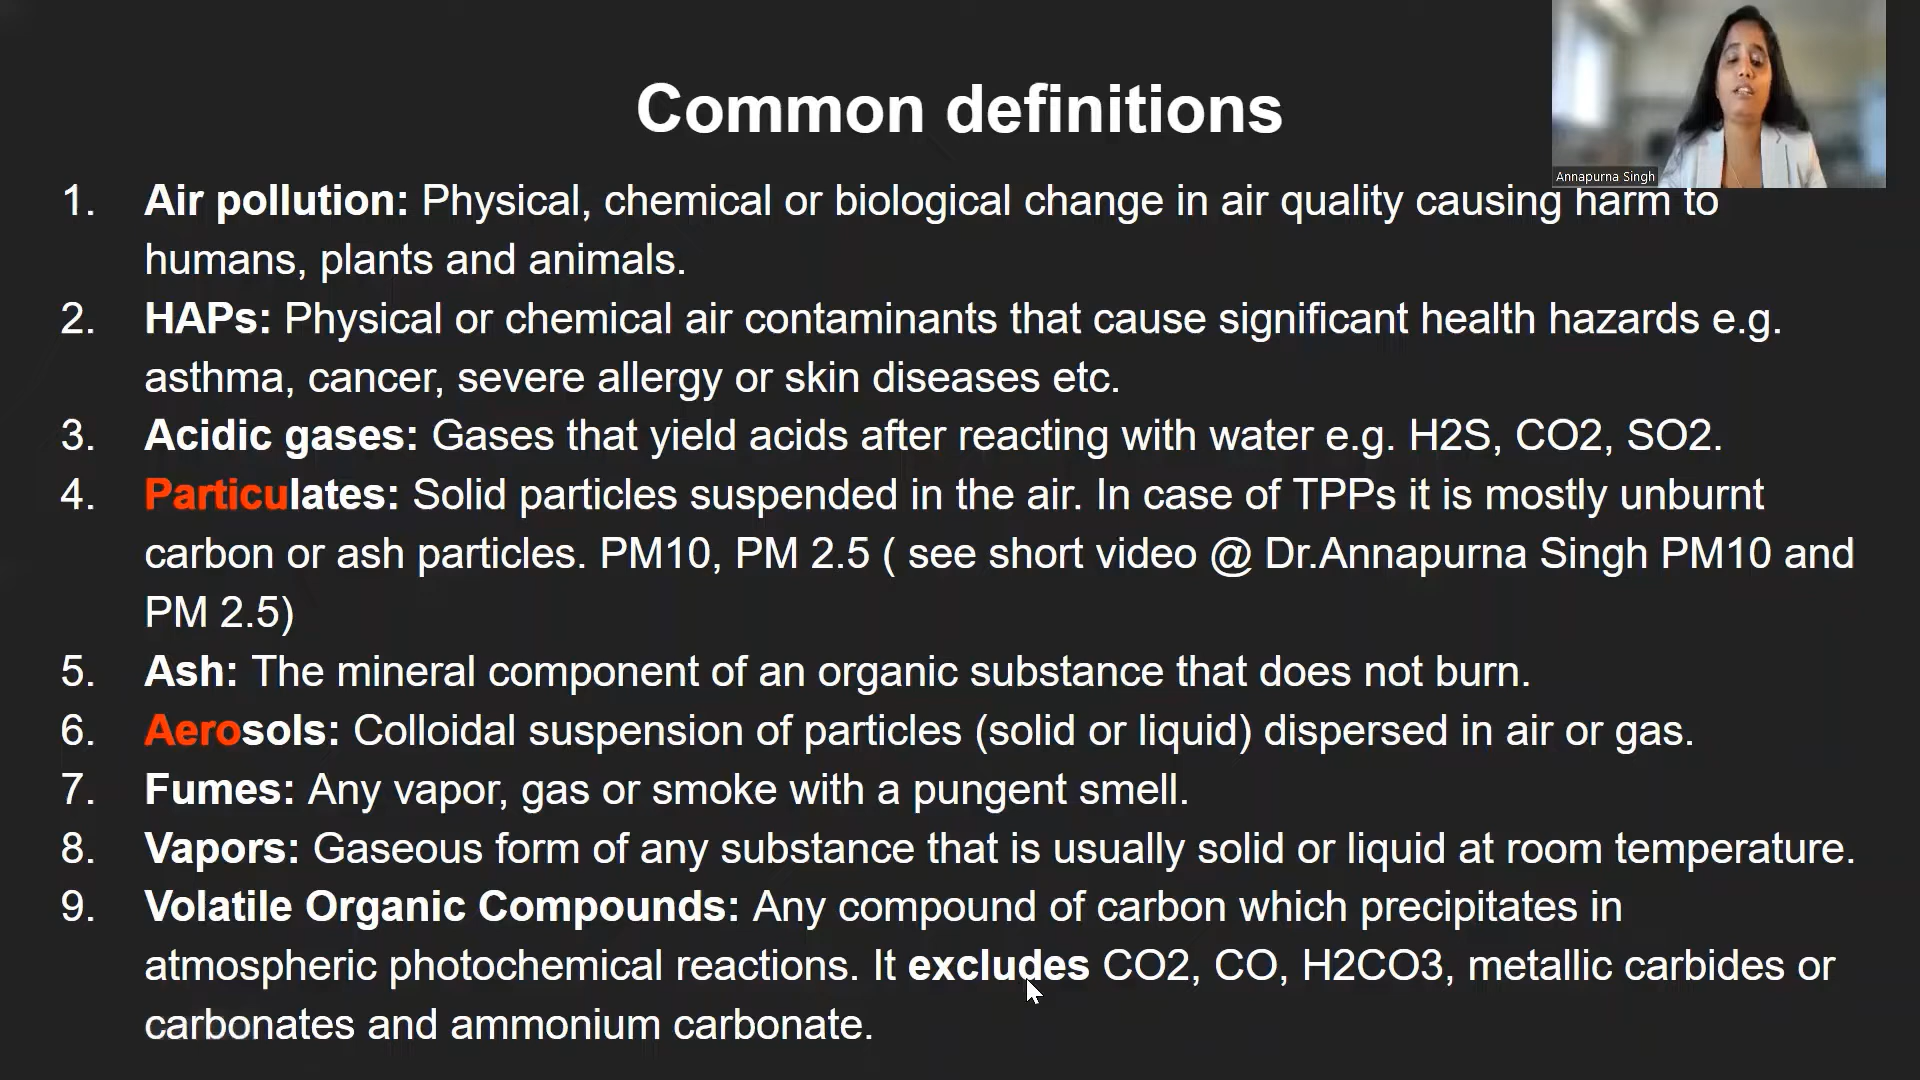 Common definitions
Annapurna Singh
1. Air pollution: Physical, chemical or biological change in air quality causing harm to
humans, plants and animals.
2. HAPs: Physical or chemical air contaminants that cause significant health hazards e.g.
asthma, cancer, severe allergy or skin diseases etc.
3. Acidic gases: Gases that yield acids after reacting with water e.g. H2S, CO2, SO2.
4. Particulates: Solid particles suspended in the air. In case of TPPs it is mostly unburnt
carbon or ash particles. PM10, PM 2.5 ( see short video @ Dr.Annapurna Singh PM10 and
PM 2.5)
5. Ash: The mineral component of an organic substance that does not burn.
6. Aerosols: Colloidal suspension of particles (solid or liquid) dispersed in air or gas.
7. Fumes: Any vapor, gas or smoke with a pungent smell.
8. Vapors: Gaseous form of any substance that is usually solid or liquid at room temperature.
9. Volatile Organic Compounds: Any compound of carbon which precipitates in
atmospheric photochemical reactions. It excludes CO2, CO, H2CO3, metallic carbides or
carbonates and ammonium carbonate.